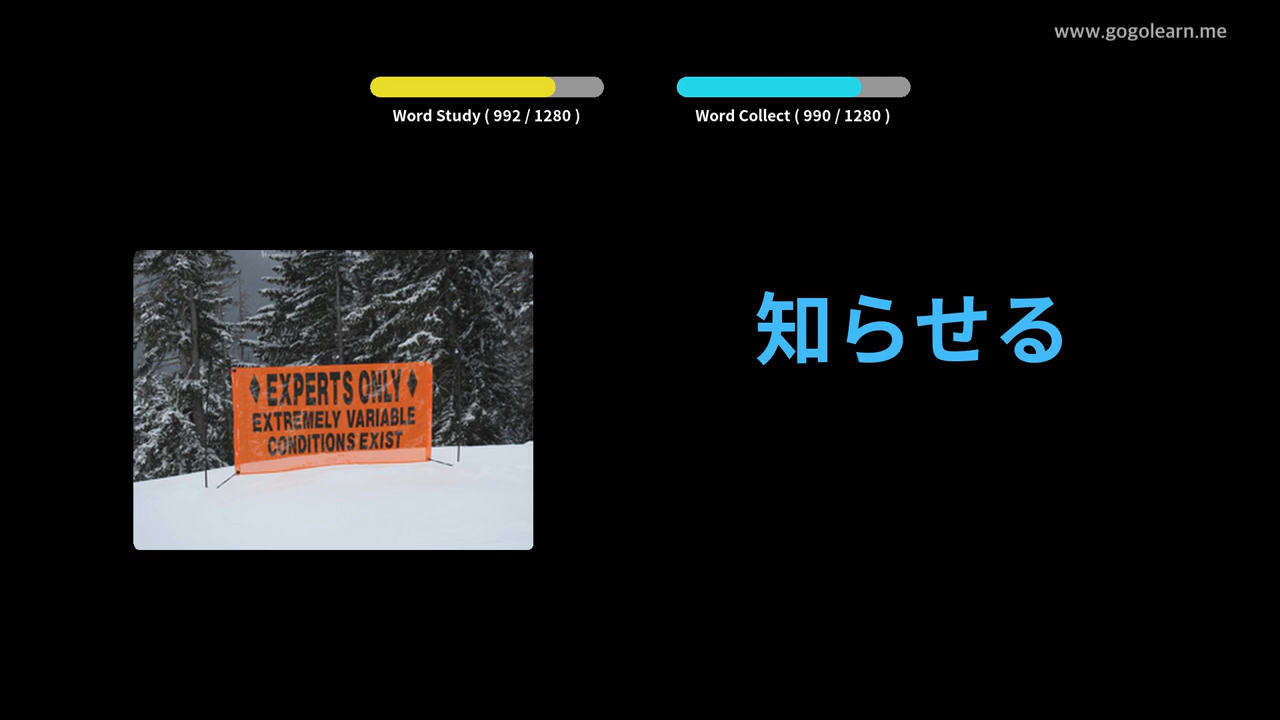 www.gogolearn.me
Word Study ( 992 / 1280 )
Word Collect ( 990 / 1280 )
EXPERTS ONLY
EXTREMELY VARIABLE
CONDITIONS EXIST
知らせる